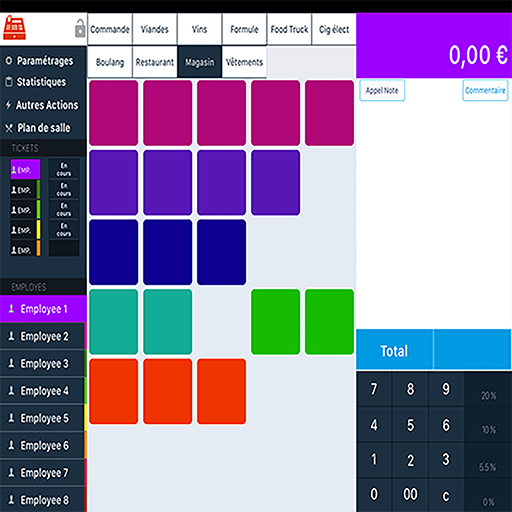 Paramétrages
Statistiques
Autres Actions
Plan de salle
TICKETS
EMP.
En cours
EMP.
En cours
EMP.
En cours
EMP.
En cours
EMP.
EMPLOYES
Employee 1
Employee 2
Employee 3
Employee 4
Employee 5
Employee 6
Employee 7
Employee 8
Commande Viandes Vins Formule Food Truck Cig élect
Boulang Restaurant Magasin Vêtements
0,00 €
Appel Note Commentaire
Total
7 8 9 20%
4 5 6 10%
1 2 3 5.5%
0 00 c 0%